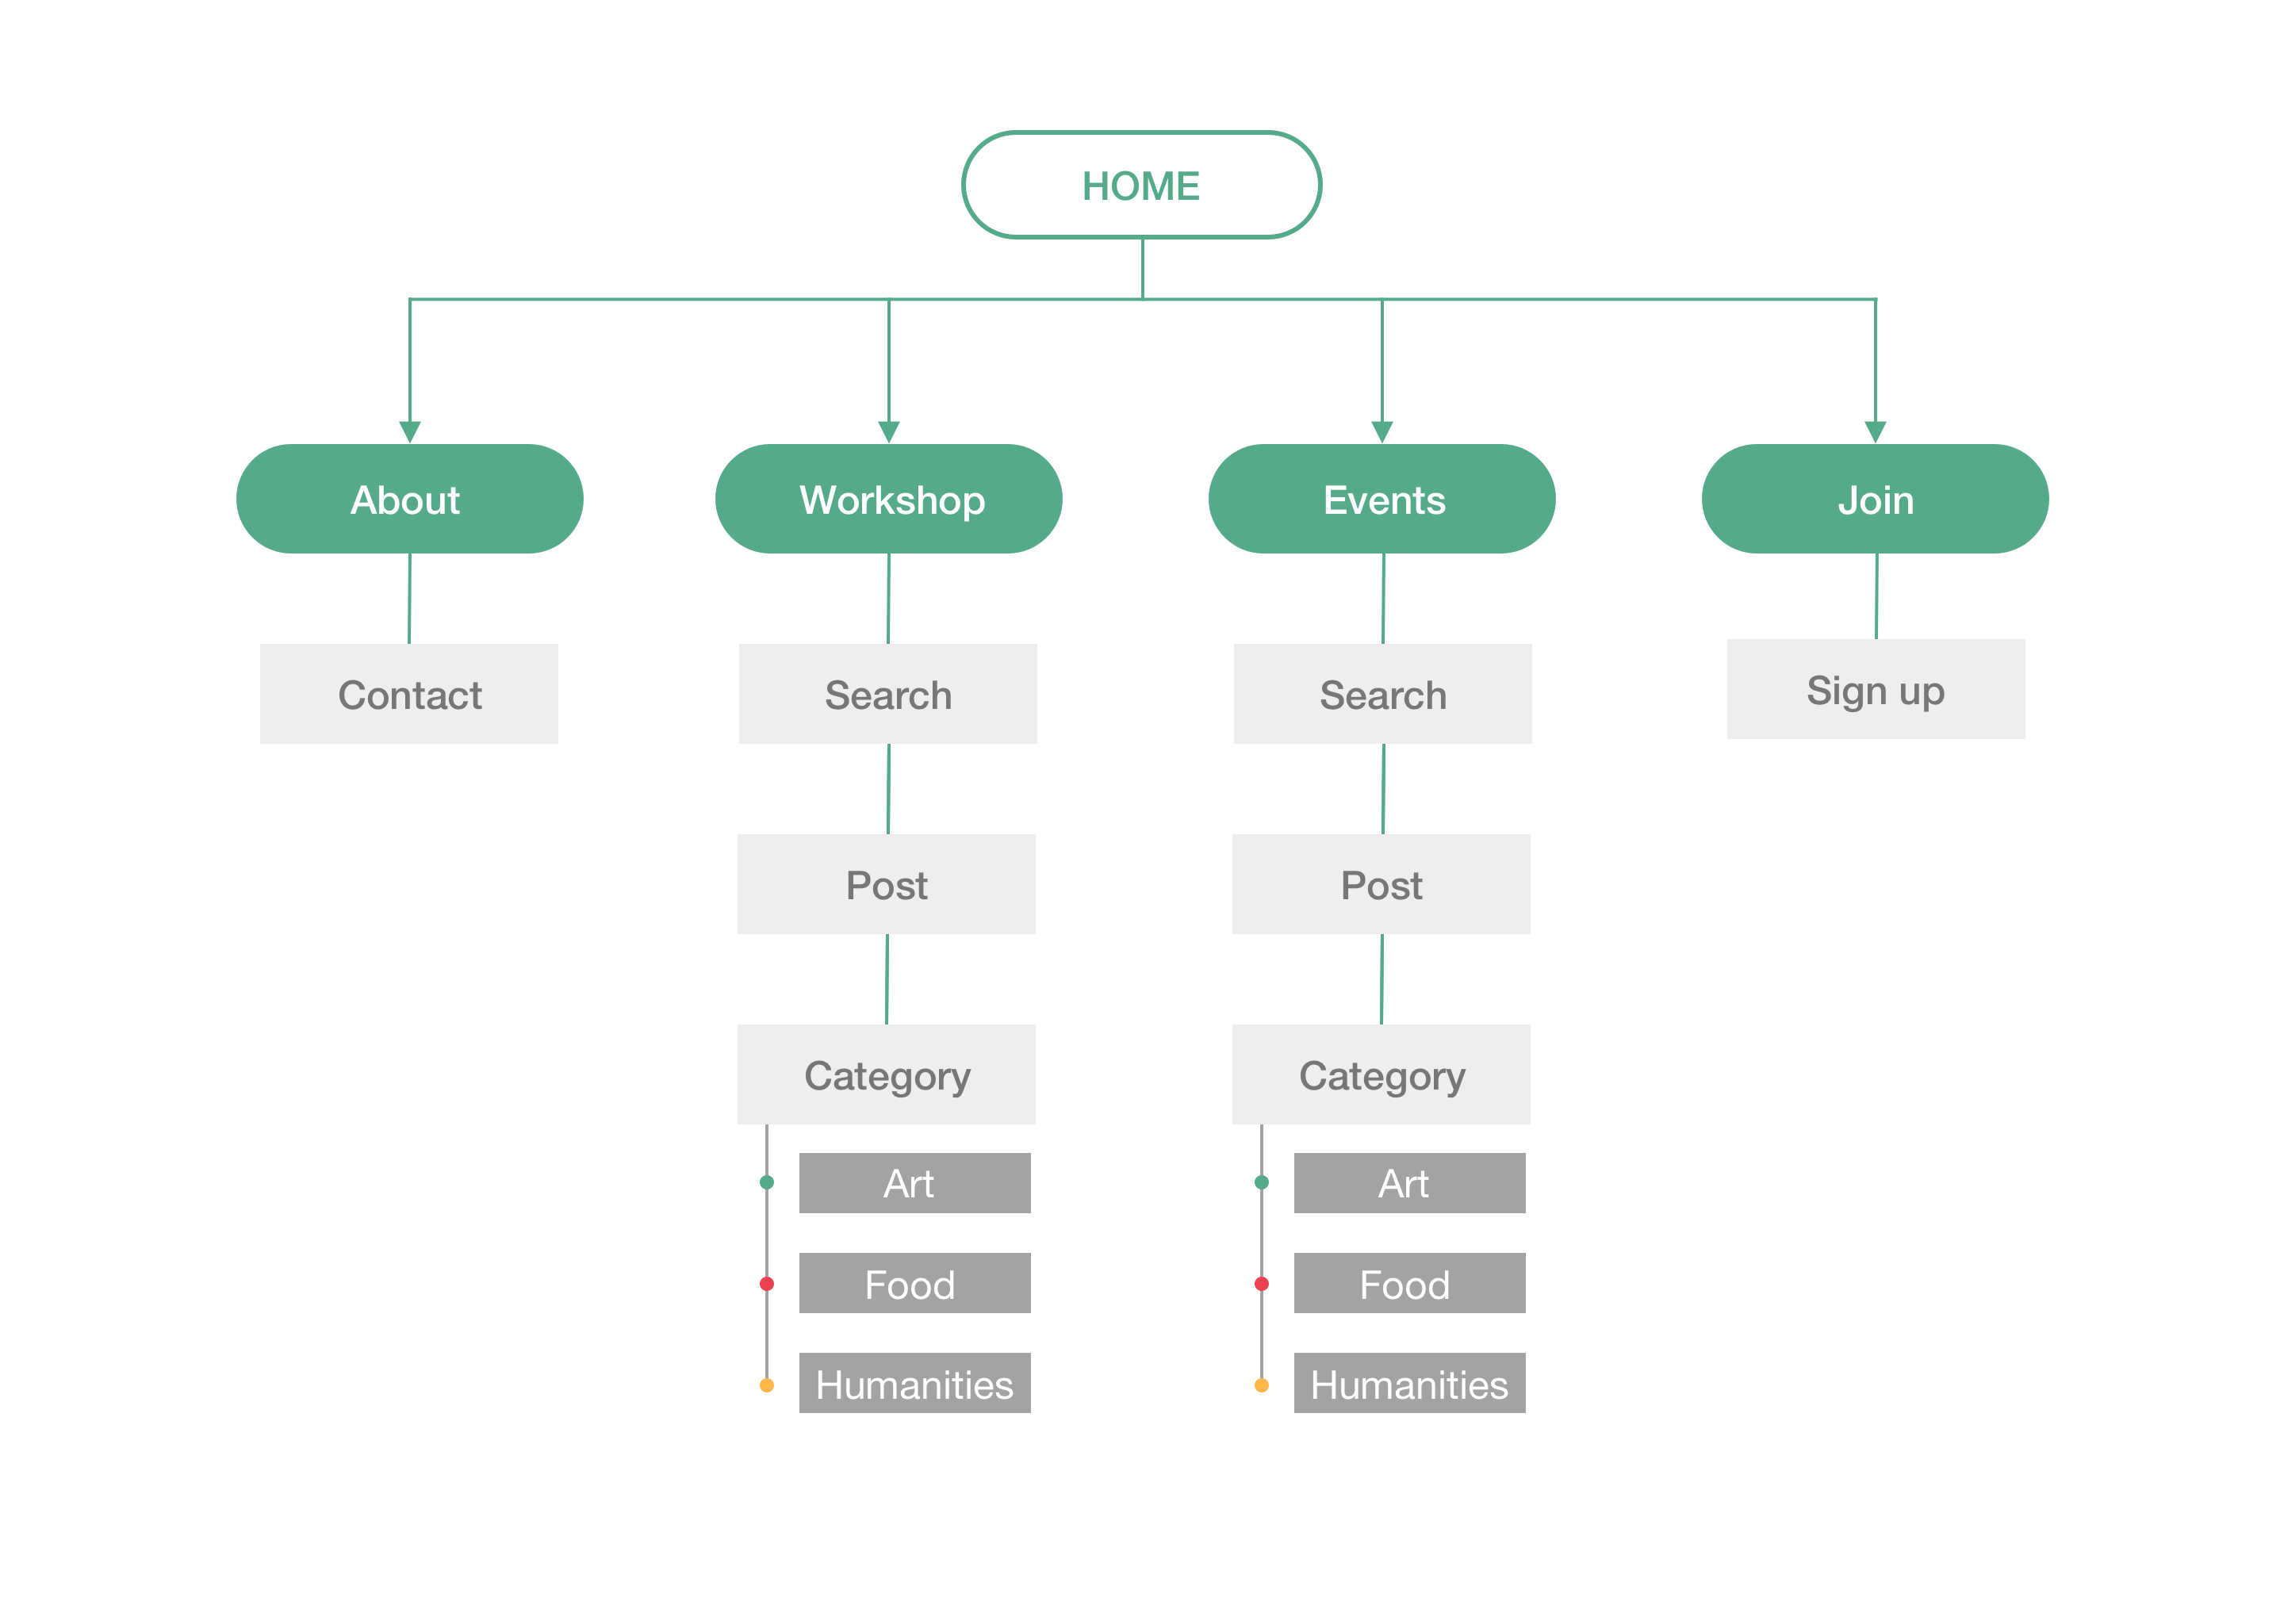 HOME
About
Workshop
Events
Join
Contact
Search
Search
Sign up
Post
Post
Category
Category
Art
Art
Food
Food
Humanities
Humanities